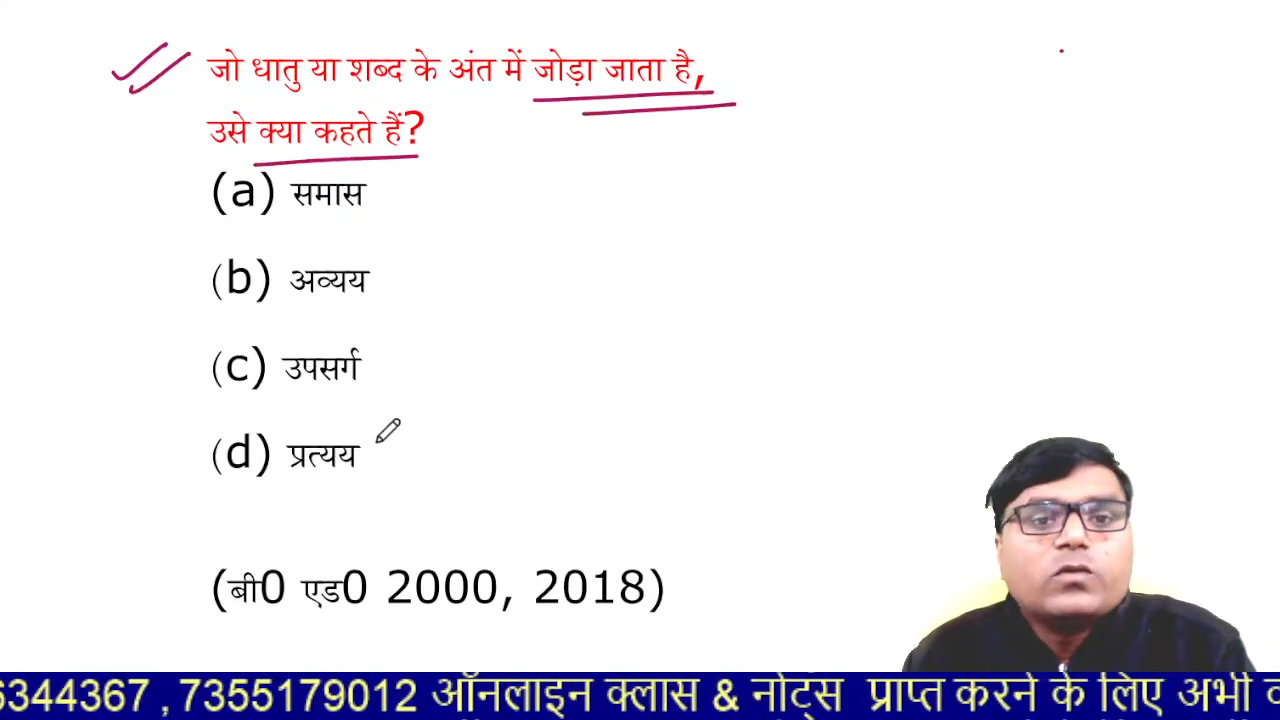 जो धातु या शब्द के अंत में जोड़ा जाता है,
उसे क्या कहते हैं?
(a) समास
(b) अव्यय
(c) उपसर्ग
(d) प्रत्यय
(बी0 एड0 2000, 2018)
6344367 , 7355179012 ऑनलाइन क्लास & नोट्स प्राप्त करने के लिए अभी